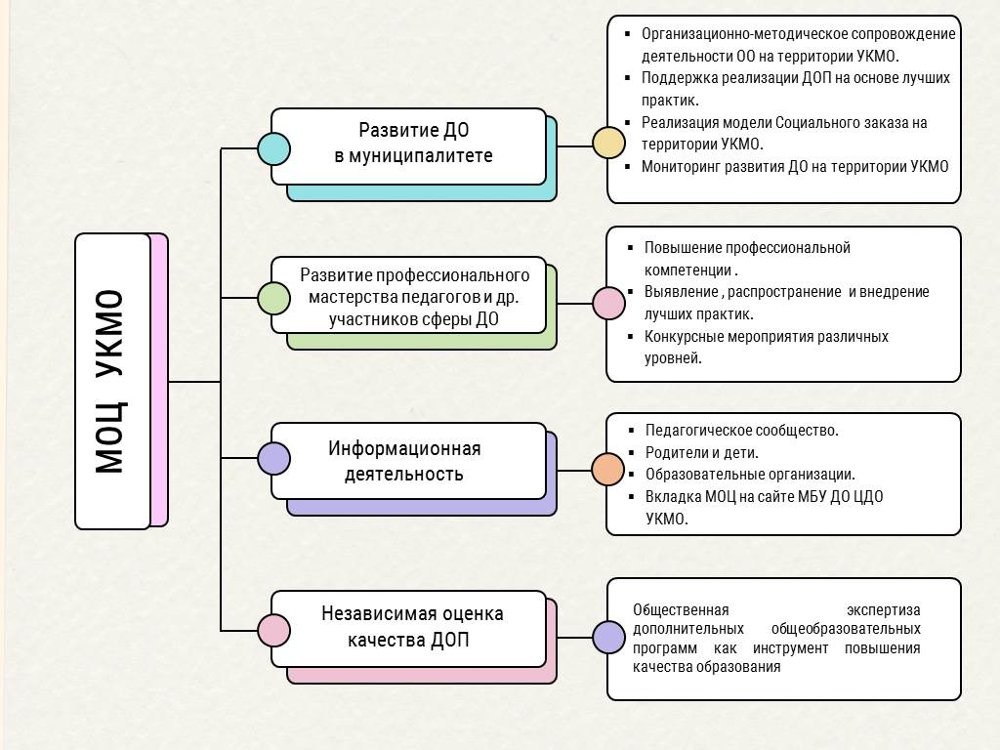 МОЦ УКМО
Развитие ДО
в муниципалитете
▪ Организационно-методическое сопровождение
деятельности ОО на территории УКМО.
▪ Поддержка реализации ДОП на основе лучших
практик.
▪ Реализация модели Социального заказа на
территории УКМО.
▪ Мониторинг развития ДО на территории УКМО
Развитие профессионального
мастерства педагогов и др.
участников сферы ДО
▪ Повышение профессиональной
компетенции .
▪ Выявление , распространение и внедрение
лучших практик.
▪ Конкурсные мероприятия различных
уровней.
Информационная
деятельность
▪ Педагогическое сообщество.
▪ Родители и дети.
▪ Образовательные организации.
▪ Вкладка МОЦ на сайте МБУ ДО ЦДО
УКМО.
Независимая оценка
качества ДОП
Общественная экспертиза
дополнительных общеобразовательных
программ как инструмент повышения
качества образования